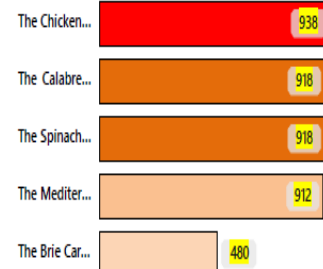 The Chicken... 938
The Calabre... 918
The Spinach... 918
The Mediter... 912
The Brie Car... 480